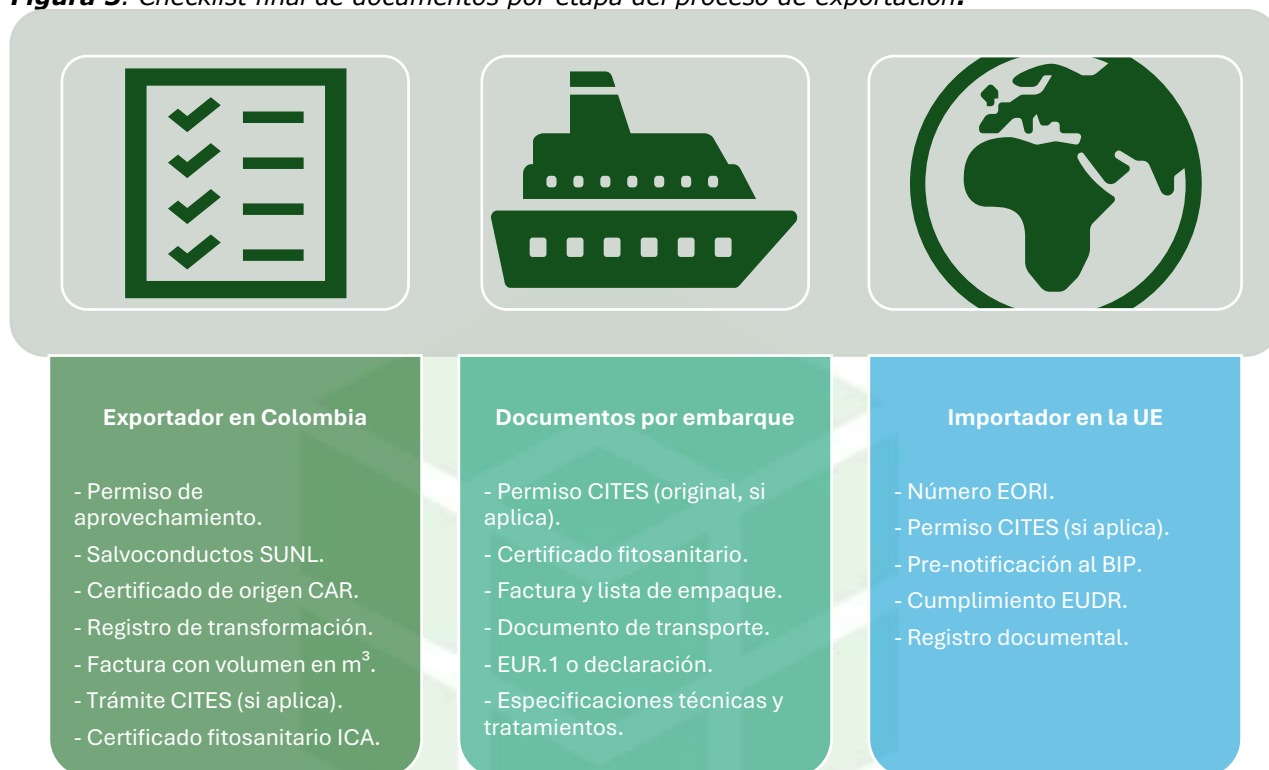 Figura 3: Checklist final de documentos por etapa del proceso de exportación.
Exportador en Colombia
- Permiso de
aprovechamiento.
- Salvoconductos SUNL.
- Certificado de origen CAR.
- Registro de transformación.
- Factura con volumen en m³.
- Trámite CITES (si aplica).
- Certificado fitosanitario ICA.
Documentos por embarque
- Permiso CITES (original, si
aplica).
- Certificado fitosanitario.
- Factura y lista de empaque.
- Documento de transporte.
- EUR.1 o declaración.
- Especificaciones técnicas y
tratamientos.
Importador en la UE
- Número EORI.
- Permiso CITES (si aplica).
- Pre-notificación al BIP.
- Cumplimiento EUDR.
- Registro documental.